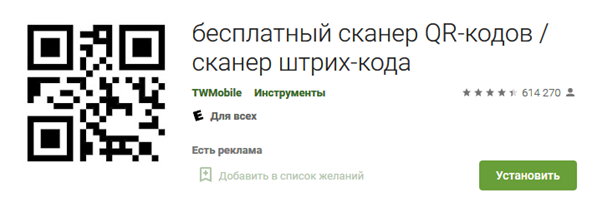 бесплатный сканер QR-кодов /
сканер штрих-кода
TWMobile Инструменты
614 270
E Для всех
Есть реклама
Добавить в список желаний
Установить